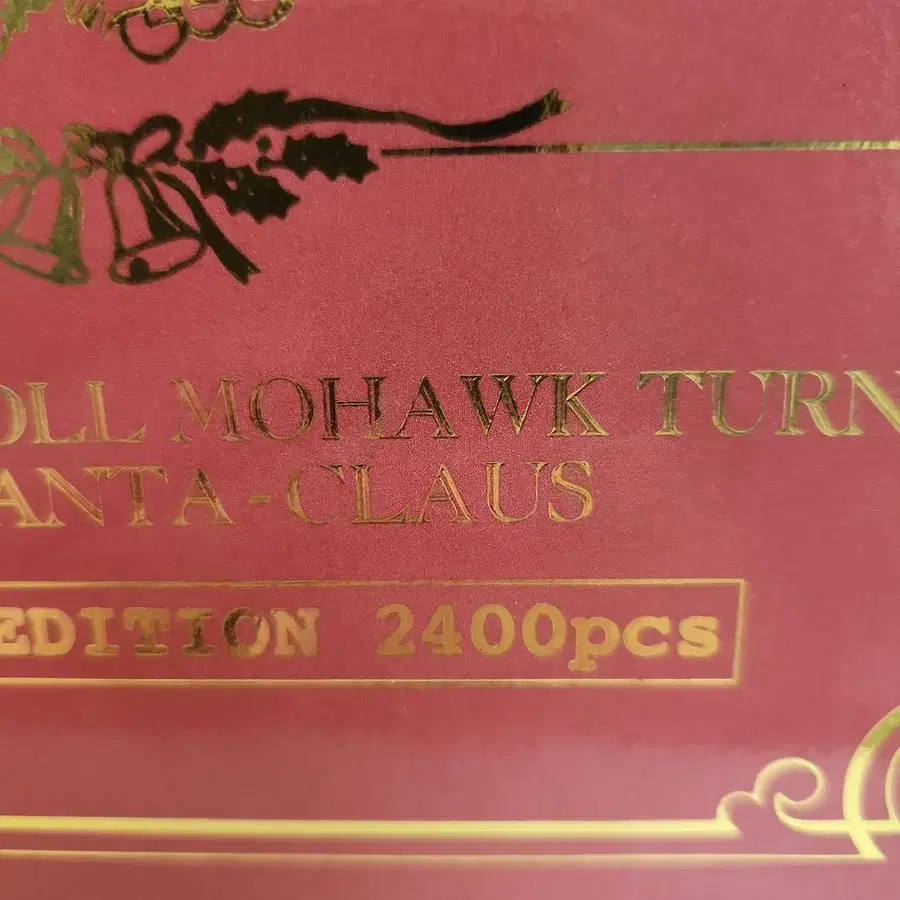 OLL MOHAWK TURN
ANTA-CLAUS
EDITION 2400pcs